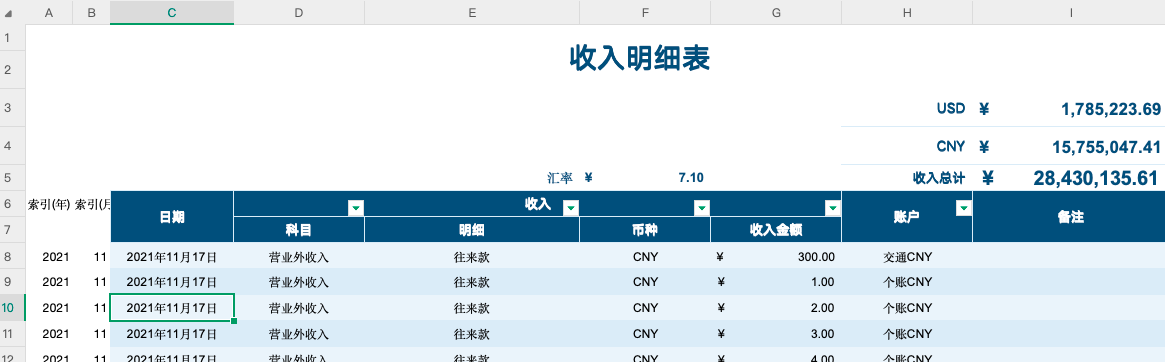 A B C D E F G H I
1
2 收入明细表
3 USD ¥ 1,785,223.69
4 CNY ¥ 15,755,047.41
5 汇率 ¥ 7.10 收入总计 ¥ 28,430,135.61
6 索引(年) 索引(月 日期 收入 账户 备注
7 科目 明细 币种 收入金额
8 2021 11 2021年11月17日 营业外收入 往来款 CNY ¥ 300.00 交通CNY
9 2021 11 2021年11月17日 营业外收入 往来款 CNY ¥ 1.00 个账CNY
10 2021 11 2021年11月17日 营业外收入 往来款 CNY ¥ 2.00 个账CNY
11 2021 11 2021年11月17日 营业外收入 往来款 CNY ¥ 3.00 个账CNY
12 2021 11 2021年11月17日 营业外收入 往来款 CNY ¥ 4.00 个账CNY